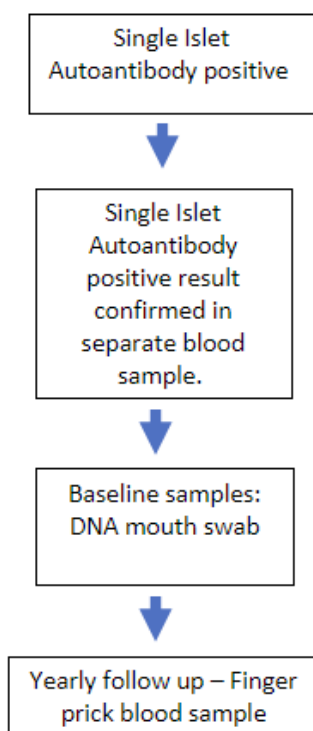 Single Islet
Autoantibody positive
Single Islet
Autoantibody
positive result
confirmed in
separate blood
sample.
Baseline samples:
DNA mouth swab
Yearly follow up – Finger
prick blood sample